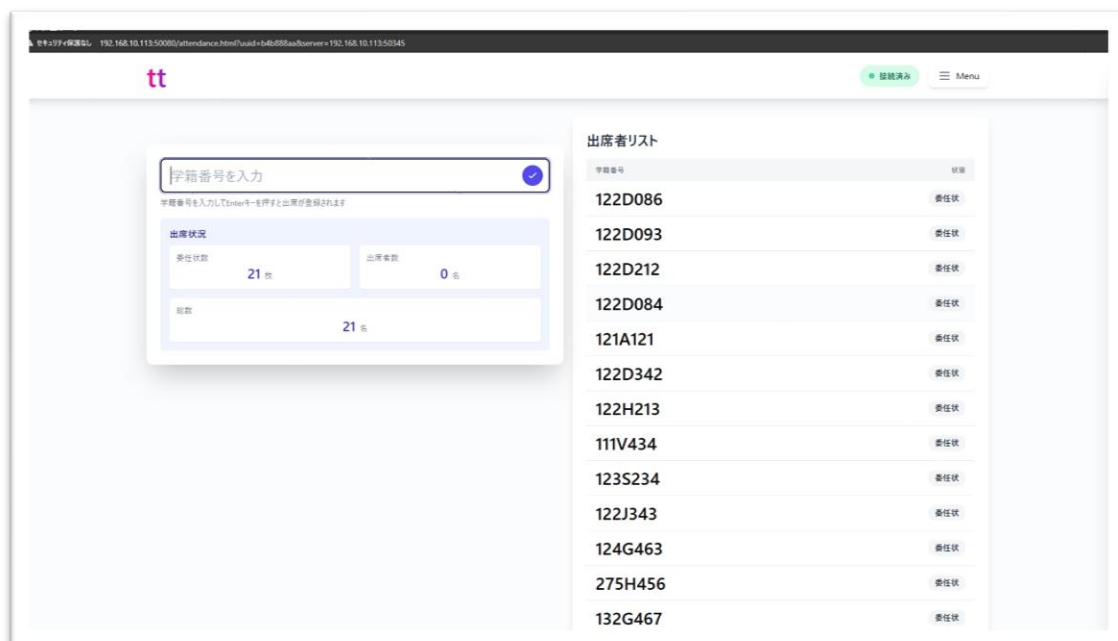 セキュリティ保護なし 192.168.10.113:50080/attendance.html?uuid=b4b888aa&server=192.168.10.113:50345
tt
接続済み
Menu
学籍番号を入力
学籍番号を入力してEnterキーを押すと出席が登録されます
出席状況
委任状数
21 枚
出席者数
0 名
総数
21 名
出席者リスト
学籍番号 状態
122D086 委任状
122D093 委任状
122D212 委任状
122D084 委任状
121A121 委任状
122D342 委任状
122H213 委任状
111V434 委任状
123S234 委任状
122J343 委任状
124G463 委任状
275H456 委任状
132G467 委任状